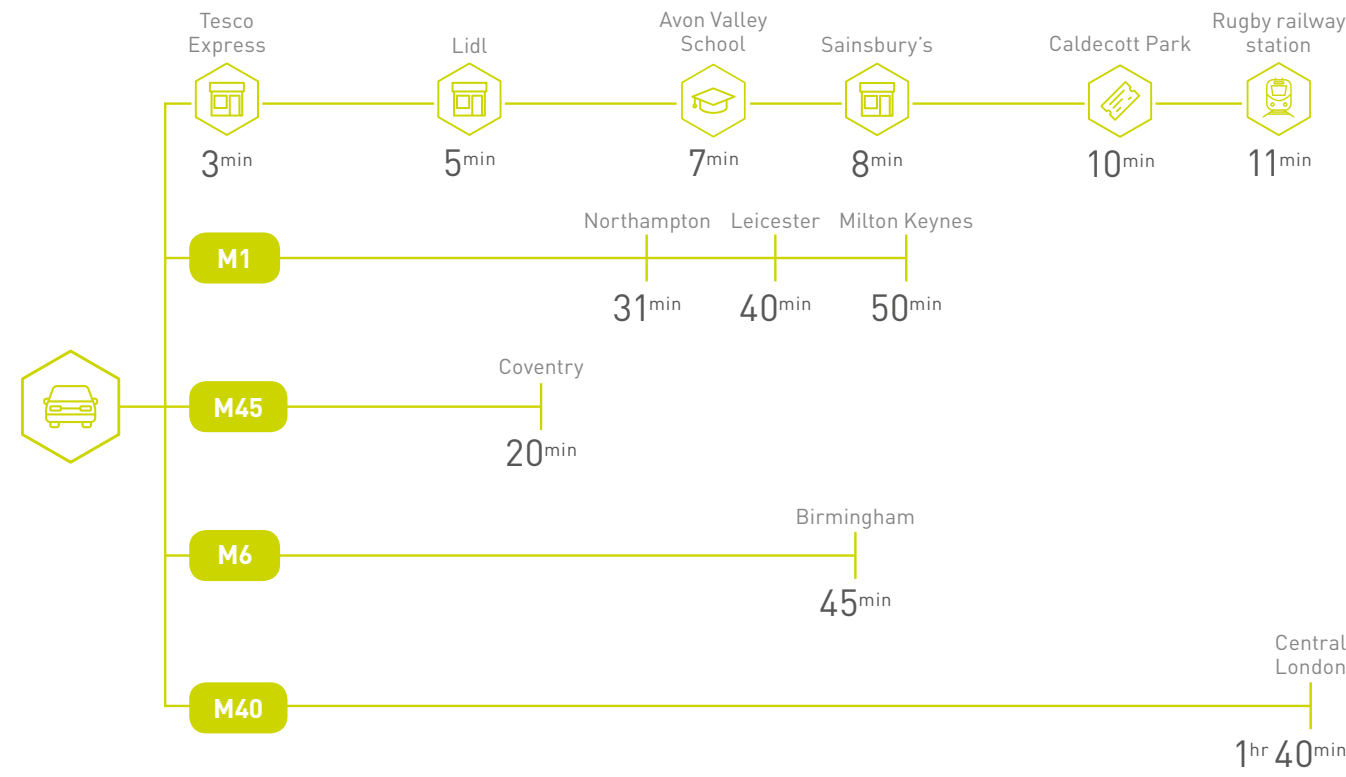 Tesco
Express
Lidl
Avon Valley
School
Sainsbury's
Caldecott Park
Rugby railway
station
3min
5min
7min
8min
10min
11min
Northampton
Leicester
Milton Keynes
M1
31min
40min
50min
Coventry
M45
20min
Birmingham
M6
45min
Central
London
M40
1hr 40min